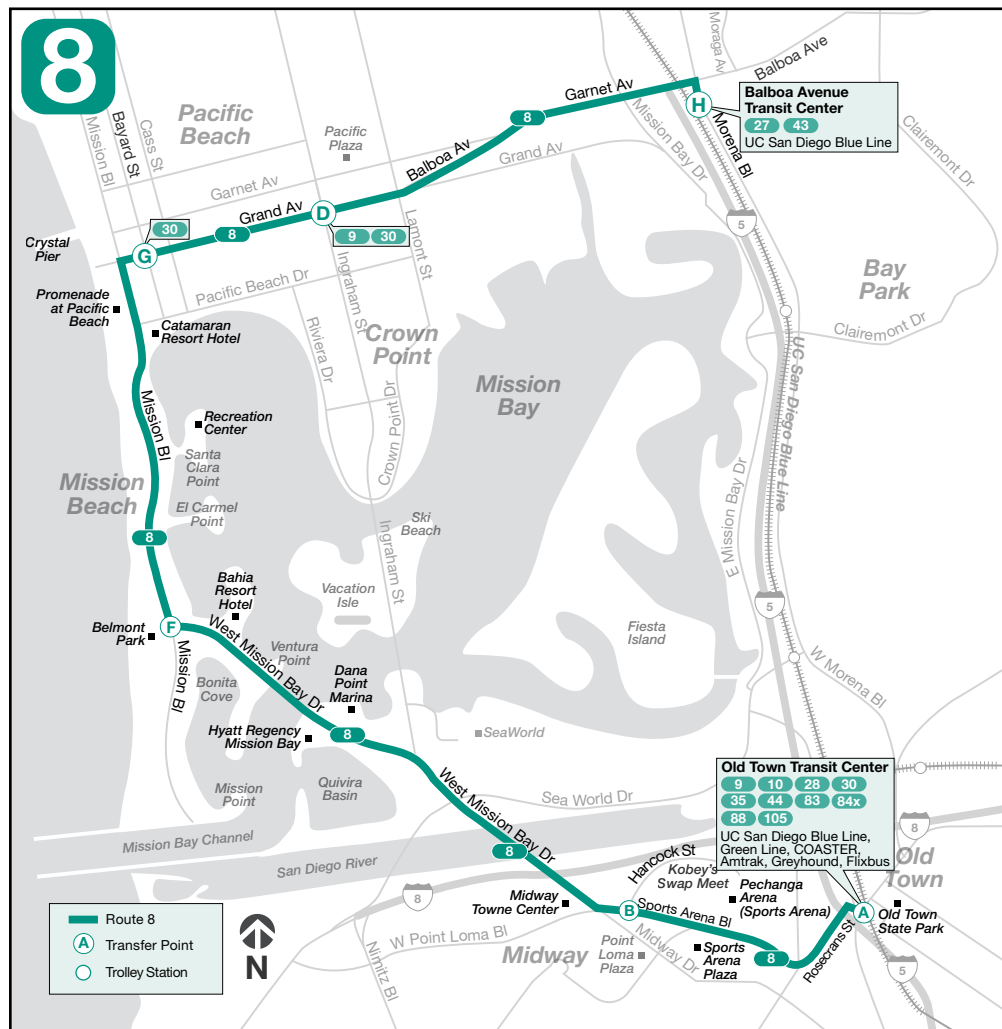 8
Moraga Av
Balboa Ave
Garnet Av
8
H
Balboa Avenue
Transit Center
27 43
UC San Diego Blue Line
Morena Bl
Mission Bay Dr
Clairemont Dr
Pacific
Beach
Mission Bl
Bayard St
Cass St
Pacific
Plaza
Balboa Av
Grand Av
Garnet Av
Grand Av
8
D
9 30
30
G
Crystal
Pier
Lamont St
Ingraham St
Pacific Beach Dr
Riviera Dr
5
Bay
Park
Clairemont Dr
UC San Diego Blue Line
Promenade
at Pacific
Beach
Catamaran
Resort Hotel
Crown
Point
Crown Point Dr
Mission
Bay
Mission Bl
Recreation
Center
Santa
Clara
Point
El Carmel
Point
Mission
Beach
8
Ski
Beach
Ingraham St
E Mission Bay Dr
5
Bahia
Resort
Hotel
Vacation
Isle
Belmont
Park
F
Mission Bl
West Mission Bay Dr
Ventura
Point
Fiesta
Island
W Morena Bl
Bonita
Cove
Dana
Point
Marina
8
Hyatt Regency
Mission Bay
SeaWorld
Mission
Point
Quivira
Basin
West Mission Bay Dr
Sea World Dr
Old Town Transit Center
9 10 28 30
35 44 83 84x
88 105
UC San Diego Blue Line,
Green Line, COASTER,
Amtrak, Greyhound, Flixbus
8
Old
Town
Mission Bay Channel
San Diego River
8
8
Hancock St
Kobey's
Swap Meet
Midway
Towne Center
B
Sports Arena Bl
Pechanga
Arena
(Sports Arena)
A
Old Town
State Park
Rosecrans St
8
Sports
Arena
Plaza
Point
Loma
Plaza
Midway Dr
Midway
W Point Loma Bl
Nimitz Bl
5
Route 8
A Transfer Point
Trolley Station
N